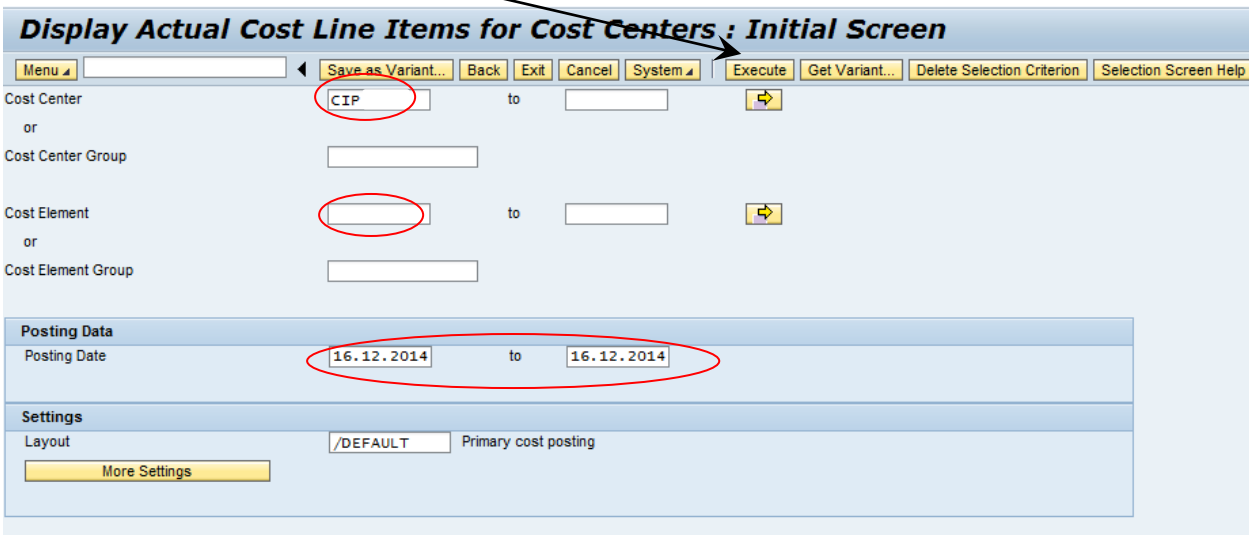 Display Actual Cost Line Items for Cost Centers : Initial Screen
Menu Save as Variant... Back Exit Cancel System Execute Get Variant... Delete Selection Criterion Selection Screen Help
Cost Center CIP to
or
Cost Center Group
Cost Element to
or
Cost Element Group
Posting Data
Posting Date 16.12.2014 to 16.12.2014
Settings
Layout /DEFAULT Primary cost posting
More Settings